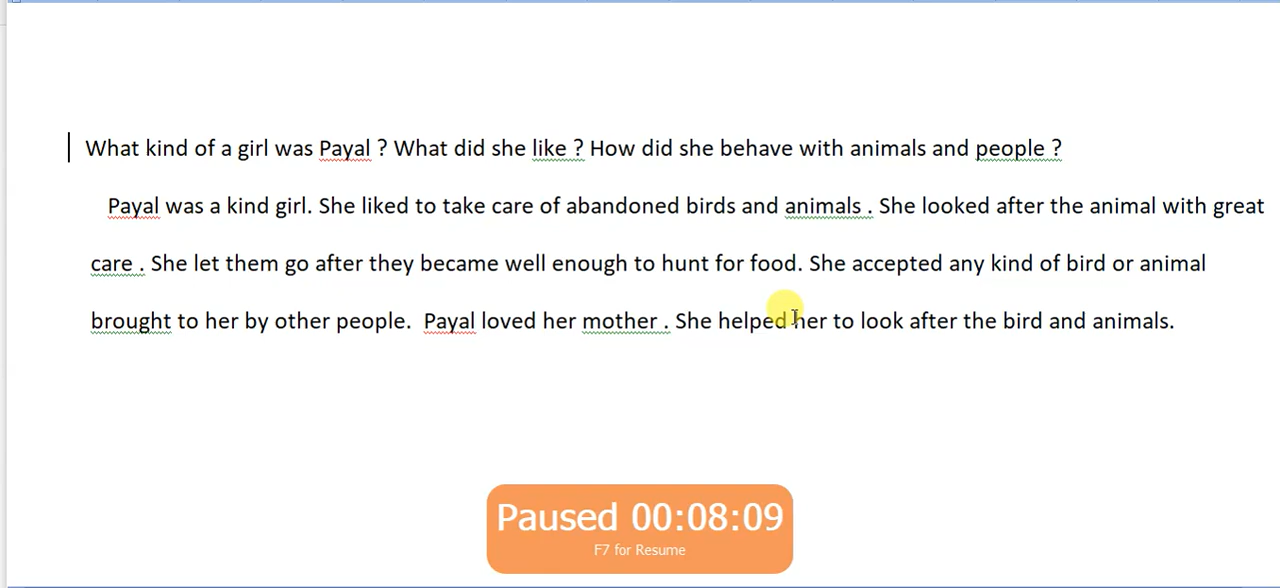 What kind of a girl was Payal ? What did she like ? How did she behave with animals and people ?
Payal was a kind girl. She liked to take care of abandoned birds and animals . She looked after the animal with great
care . She let them go after they became well enough to hunt for food. She accepted any kind of bird or animal
brought to her by other people.  Payal loved her mother . She helped her to look after the bird and animals.
Paused 00:08:09
F7 for Resume